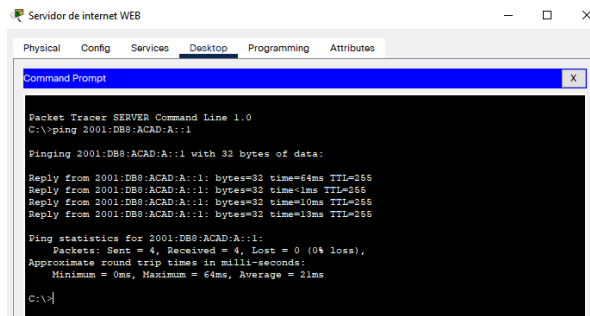 Servidor de internet WEB
Physical Config Services Desktop Programming Attributes
Command Prompt X
Packet Tracer SERVER Command Line 1.0
C:\>ping 2001:DB8:ACAD:A::1
Pinging 2001:DB8:ACAD:A::1 with 32 bytes of data:
Reply from 2001:DB8:ACAD:A::1: bytes=32 time=64ms TTL=255
Reply from 2001:DB8:ACAD:A::1: bytes=32 time<1ms TTL=255
Reply from 2001:DB8:ACAD:A::1: bytes=32 time=10ms TTL=255
Reply from 2001:DB8:ACAD:A::1: bytes=32 time=13ms TTL=255
Ping statistics for 2001:DB8:ACAD:A::1:
Packets: Sent = 4, Received = 4, Lost = 0 (0% loss),
Approximate round trip times in milli-seconds:
Minimum = 0ms, Maximum = 64ms, Average = 21ms
C:\>